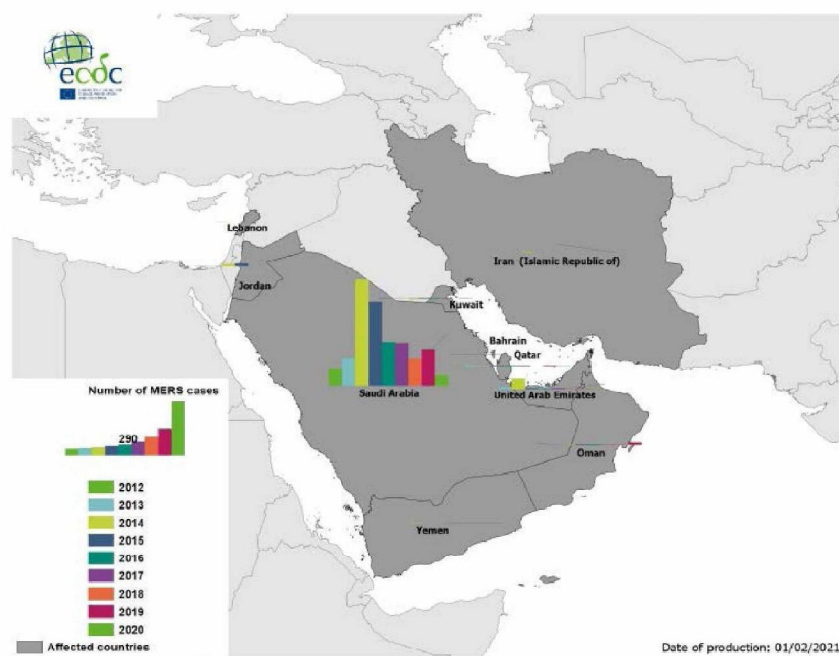 ecdc
Lebanon
Iran (Islamic Republic of)
Jordan
Kuwait
Bahrain
Qatar
Saudi Arabia
United Arab Emirates
Oman
Yemen
Number of MERS cases
290
2012
2013
2014
2015
2016
2017
2018
2019
2020
Affected countries
Date of production: 01/02/2021